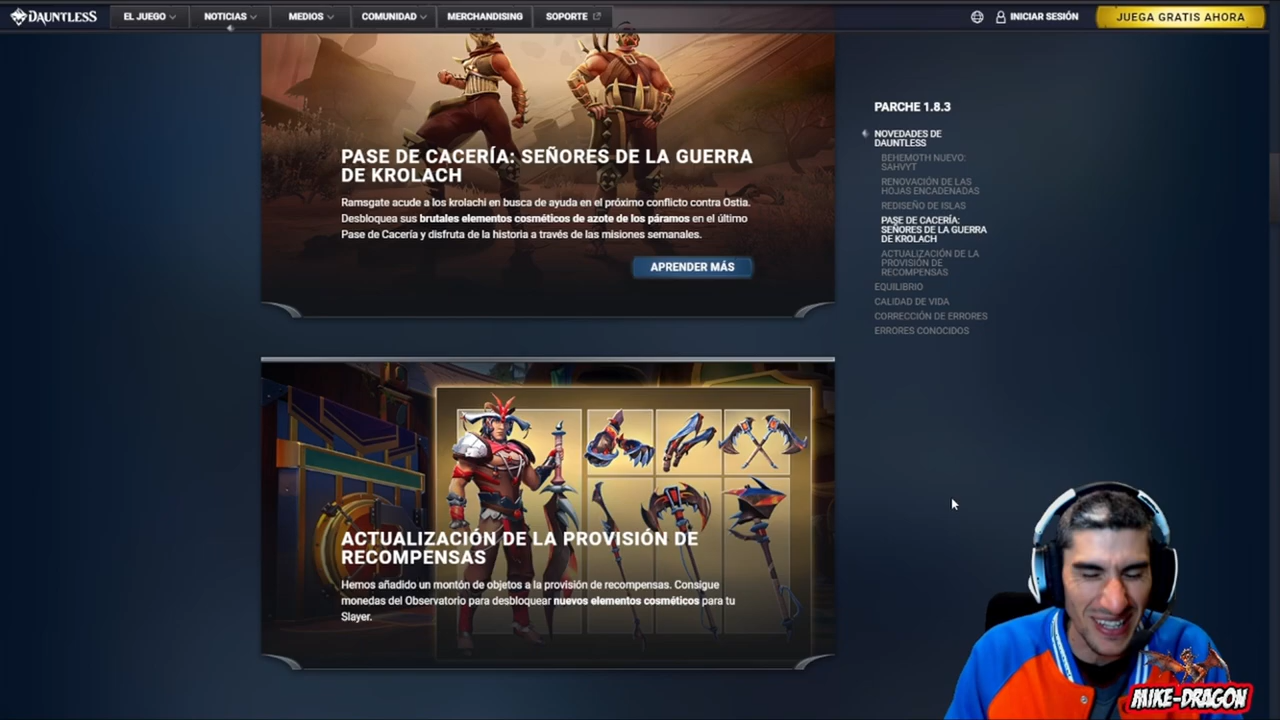 DAUNTLESS
EL JUEGO
NOTICIAS
MEDIOS
COMUNIDAD
MERCHANDISING
SOPORTE
INICIAR SESIÓN
JUEGA GRATIS AHORA
PASE DE CACERÍA: SEÑORES DE LA GUERRA
DE KROLACH
Ramsgate acude a los krolachi en busca de ayuda en el próximo conflicto contra Ostia.
Desbloquea sus brutales elementos cosméticos de azote de los páramos en el último
Pase de Cacería y disfruta de la historia a través de las misiones semanales.
APRENDER MÁS
ACTUALIZACIÓN DE LA PROVISIÓN DE
RECOMPENSAS
Hemos añadido un montón de objetos a la provisión de recompensas. Consigue
monedas del Observatorio para desbloquear nuevos elementos cosméticos para tu
Slayer.
PARCHE 1.8.3
NOVEDADES DE
DAUNTLESS
BEHEMOTH NUEVO:
SAHVYT
RENOVACIÓN DE LAS
HOJAS ENCADENADAS
REDISEÑO DE ISLAS
PASE DE CACERÍA:
SEÑORES DE LA GUERRA
DE KROLACH
ACTUALIZACIÓN DE LA
PROVISIÓN DE
RECOMPENSAS
EQUILIBRIO
CALIDAD DE VIDA
CORRECCIÓN DE ERRORES
ERRORES CONOCIDOS
MIKE-DRAGON